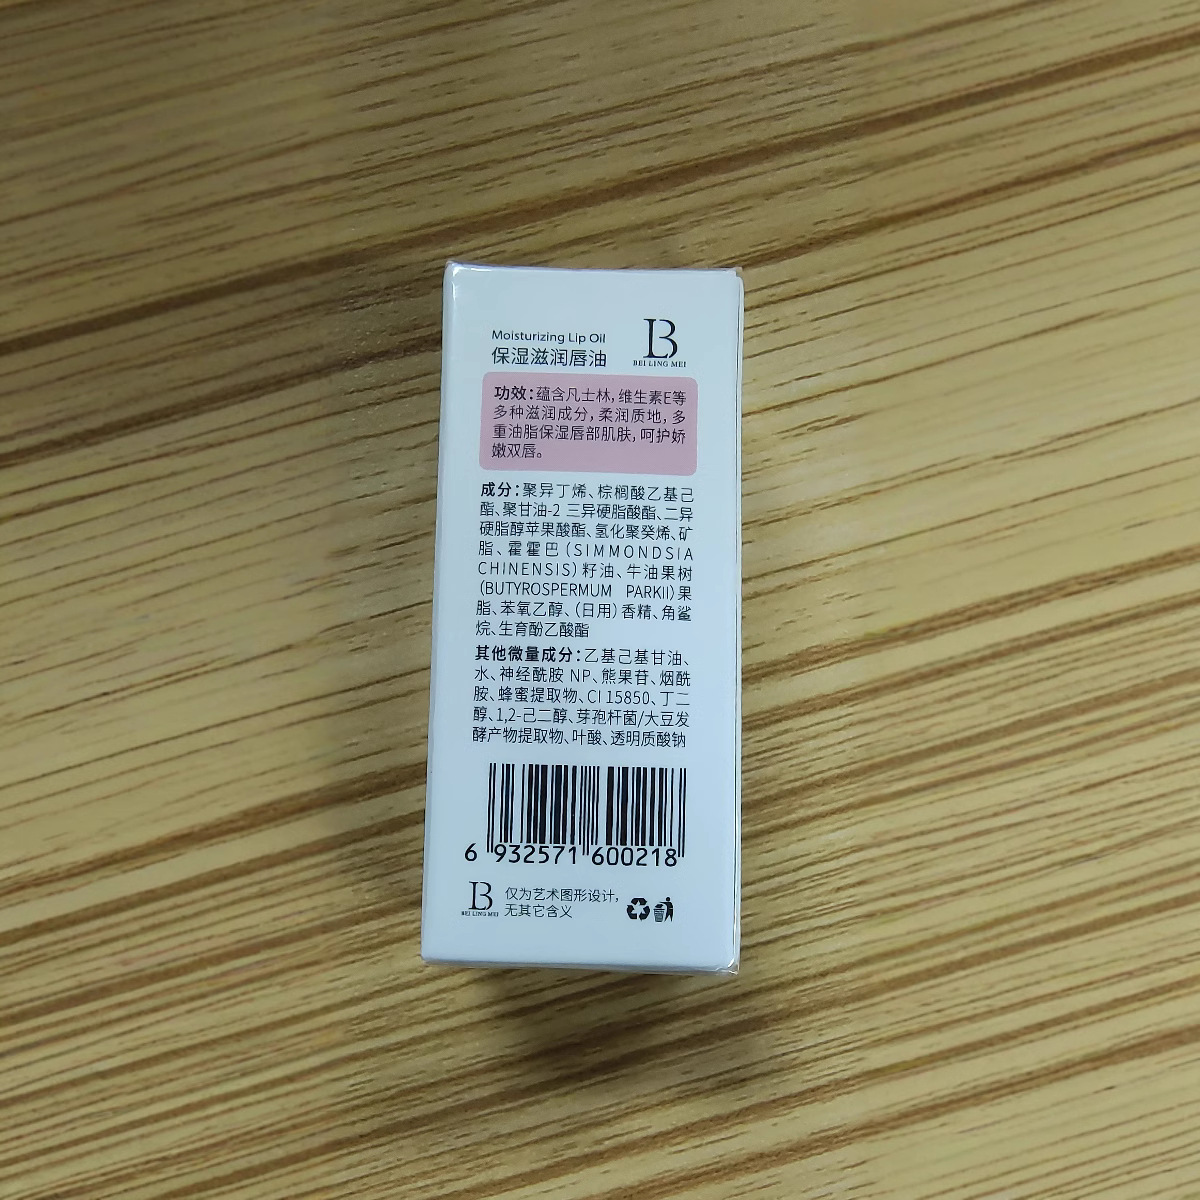 Moisturizing Lip Oil
保湿滋润唇油
B
BEI LING MEI
功效：蕴含凡士林，维生素E等
多种滋润成分，柔润质地，多
重油脂保湿唇部肌肤，呵护娇
嫩双唇。
成分：聚异丁烯、棕榈酸乙基己
酯、聚甘油-2 三异硬脂酸酯、二异
硬脂醇苹果酸酯、氢化聚癸烯、矿
脂、霍霍巴（SIMMONDSIA
CHINENSIS）籽油、牛油果树
（BUTYROSPERMUM PARKII）果
脂、苯氧乙醇、（日用）香精、角鲨
烷、生育酚乙酸酯
其他微量成分：乙基己基甘油、
水、神经酰胺 NP、熊果苷、烟酰
胺、蜂蜜提取物、CI 15850、丁二
醇、1,2-己二醇、芽孢杆菌/大豆发
酵产物提取物、叶酸、透明质酸钠
6 932571 600218
B
BEI LING MEI
仅为艺术图形设计，
无其它含义